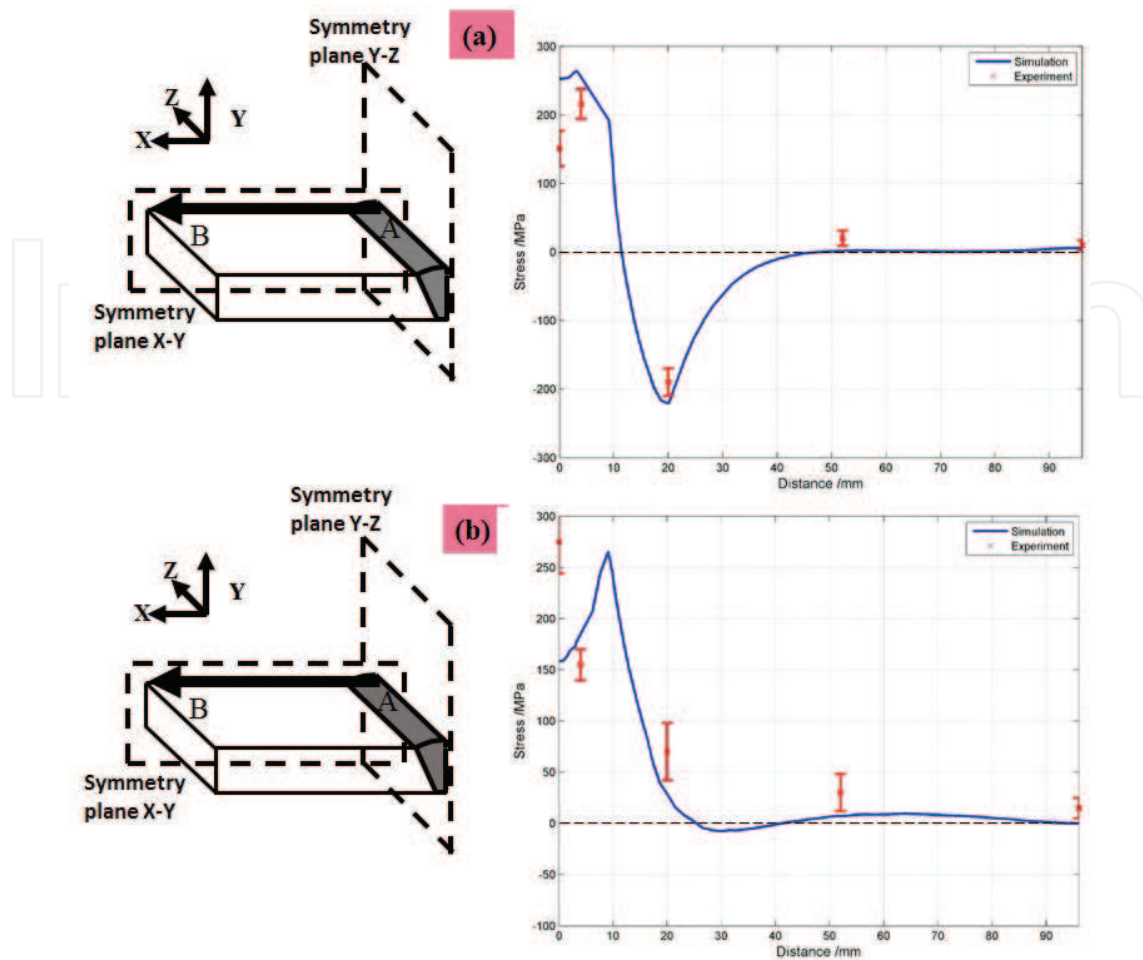 Symmetry
plane Y-Z
(a)
Z
Y
X
A
B
Symmetry
plane X-Y
300
200
100
0
-100
-200
-300
Stress /MPa
Simulation
Experiment
0 10 20 30 40 50 60 70 80 90
Distance /mm
Symmetry
plane Y-Z
(b)
Z
Y
X
A
B
Symmetry
plane X-Y
300
250
200
150
100
50
0
-50
-100
Stress /MPa
Simulation
Experiment
0 10 20 30 40 50 60 70 80 90
Distance /mm